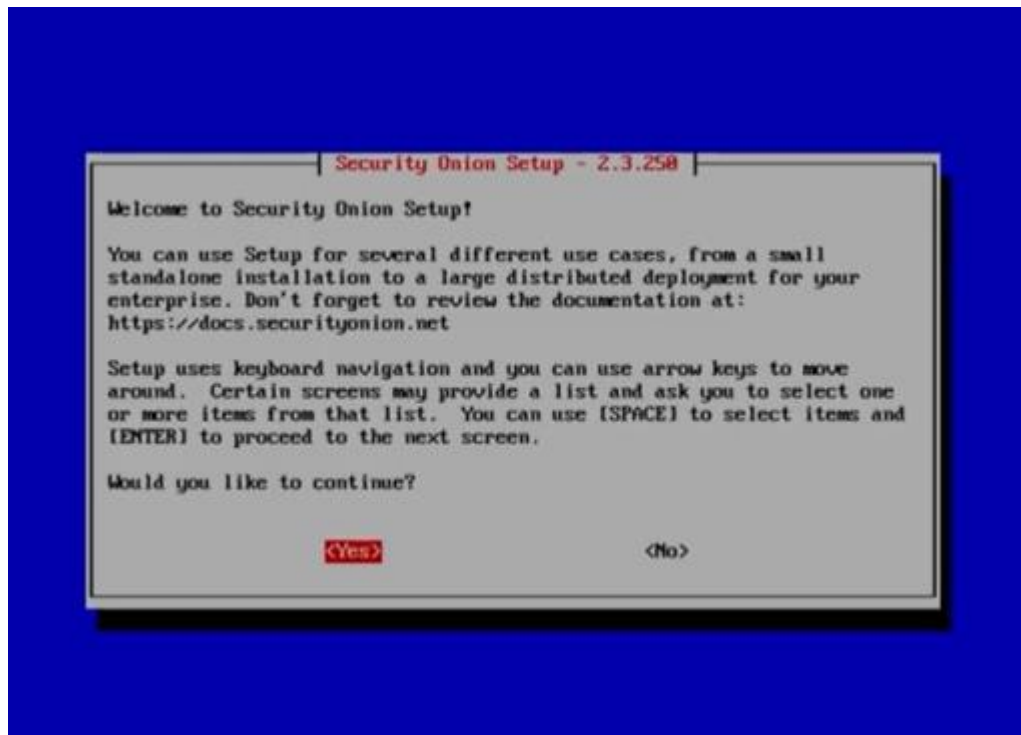 Security Onion Setup - 2.3.250
Welcome to Security Onion Setup!
You can use Setup for several different use cases, from a small
standalone installation to a large distributed deployment for your
enterprise. Don't forget to review the documentation at:
https://docs.securityonion.net
Setup uses keyboard navigation and you can use arrow keys to move
around.  Certain screens may provide a list and ask you to select one
or more items from that list.  You can use [SPACE] to select items and
[ENTER] to proceed to the next screen.
Would you like to continue?
<Yes> <No>